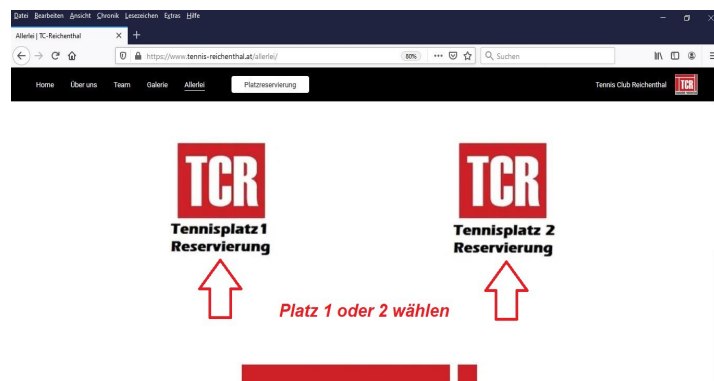 Datei Bearbeiten Ansicht Chronik Lesezeichen Extras Hilfe
Allerlei | TC-Reichenthal
https://www.tennis-reichenthal.at/allerlei/
80%
Suchen
Home Über uns Team Galerie Allerlei Platzreservierung Tennis Club Reichenthal TCR
TCR TCR
Tennisplatz 1 Tennisplatz 2
Reservierung Reservierung
Platz 1 oder 2 wählen